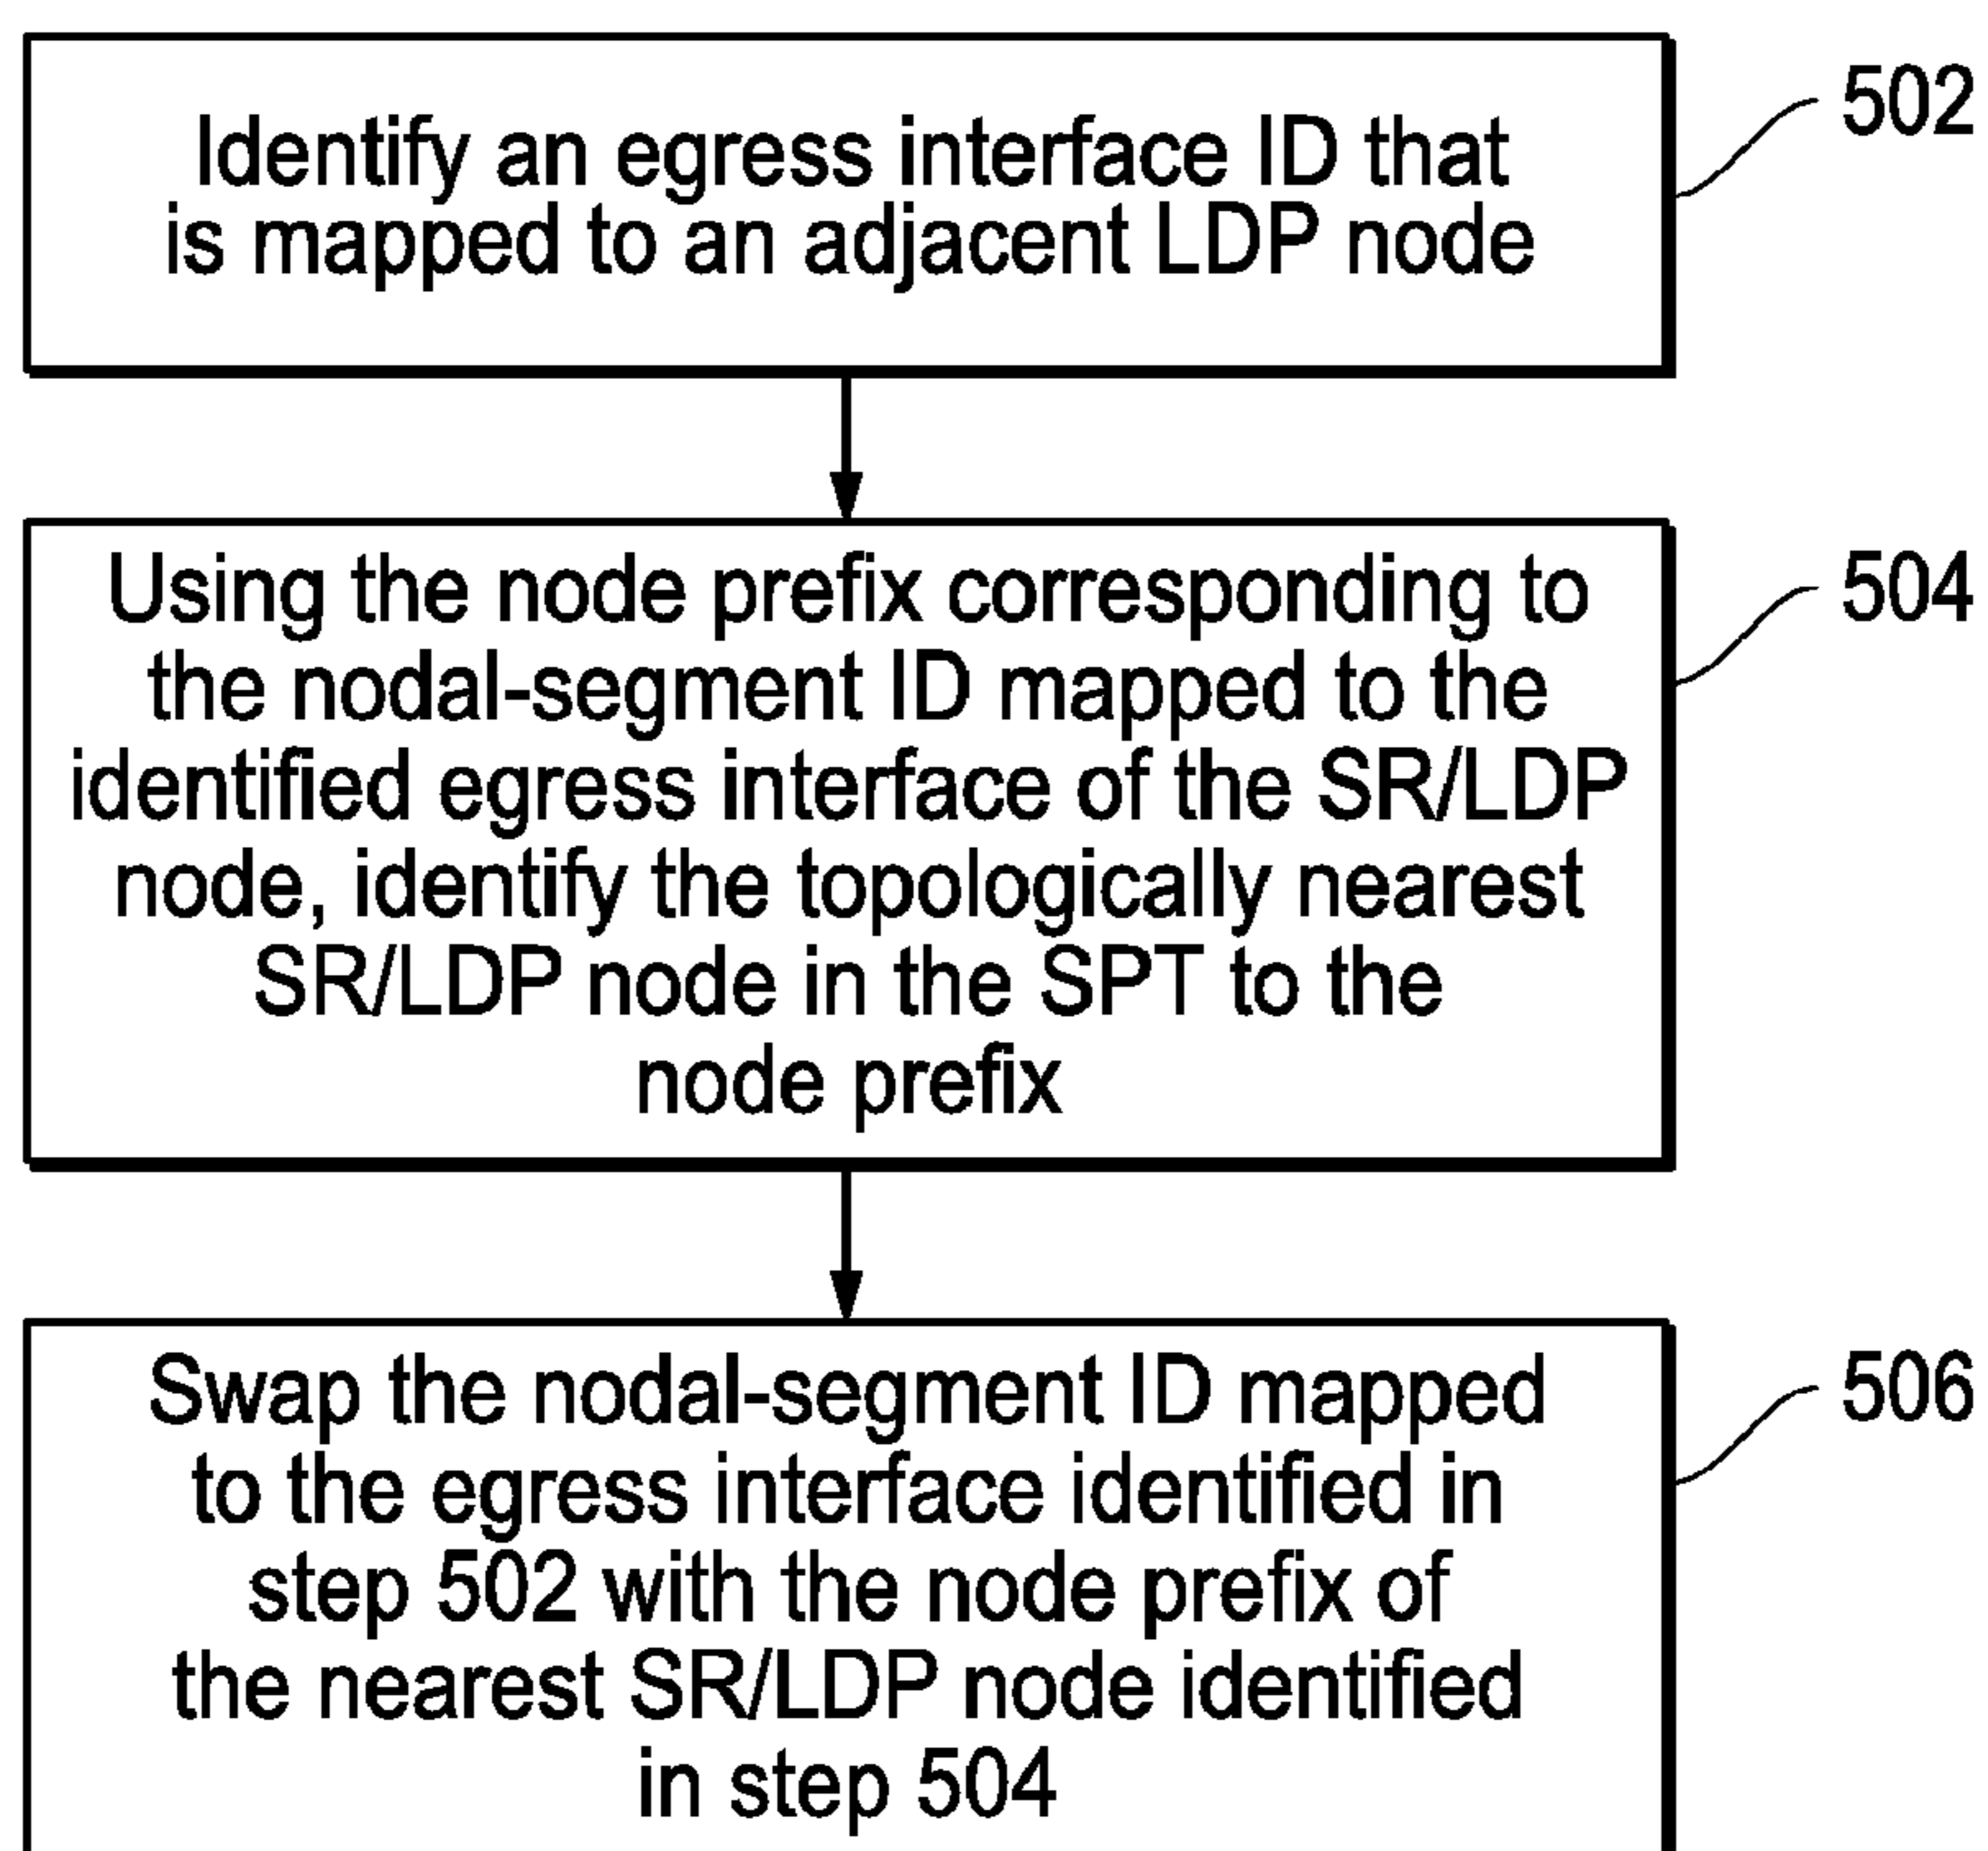 Identify an egress interface ID that
is mapped to an adjacent LDP node
502
Using the node prefix corresponding to
the nodal-segment ID mapped to the
identified egress interface of the SR/LDP
node, identify the topologically nearest
SR/LDP node in the SPT to the
node prefix
504
Swap the nodal-segment ID mapped
to the egress interface identified in
step 502 with the node prefix of
the nearest SR/LDP node identified
in step 504
506